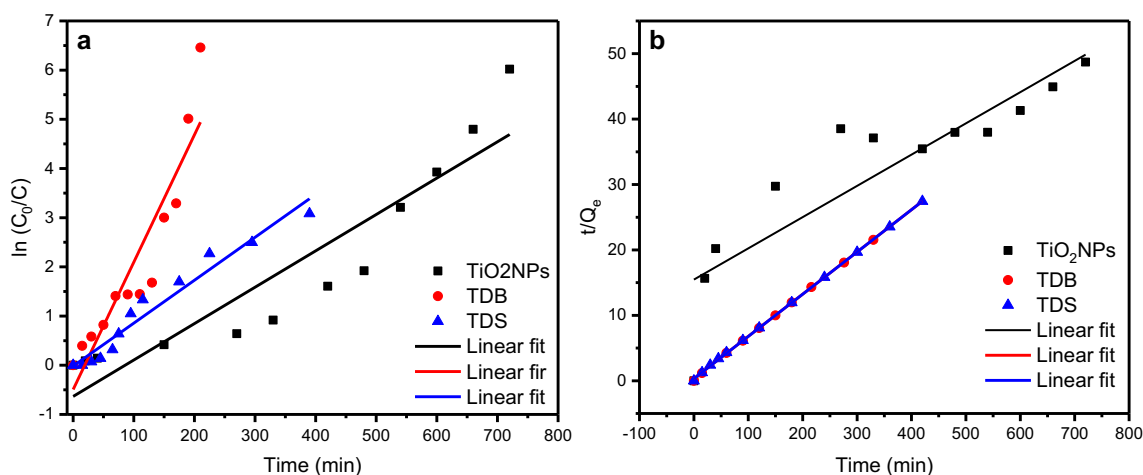 a
ln (C₀/C)
7
6
5
4
3
2
1
0
-1
TiO2NPs
TDB
TDS
Linear fit
Linear fir
Linear fit
0 100 200 300 400 500 600 700 800
Time (min)
b
t/Qₑ
50
40
30
20
10
0
TiO₂NPs
TDB
TDS
Linear fit
Linear fit
Linear fit
-100 0 100 200 300 400 500 600 700 800
Time (min)